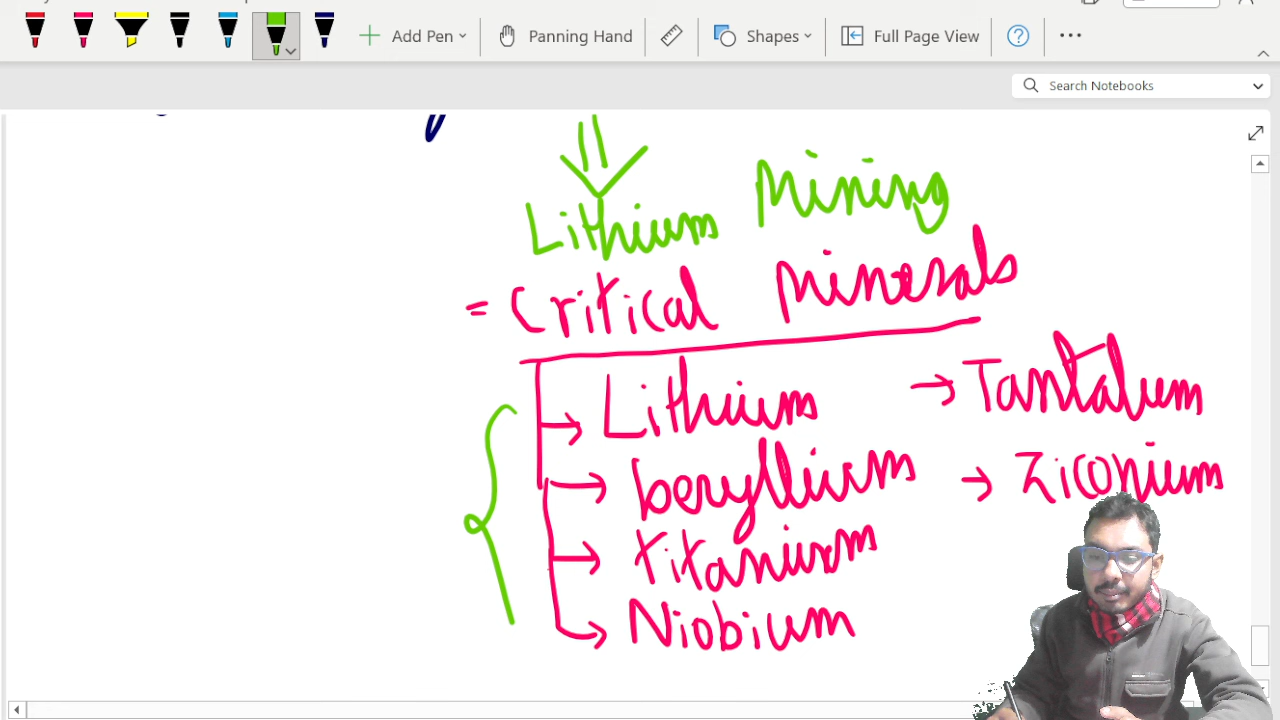 Add Pen
Panning Hand
Shapes
Full Page View
Search Notebooks
Lithium Mining
= Critical Minerals
→ Lithium → Tantalum
→ beryllium → Ziconium
→ titanium
→ Niobium